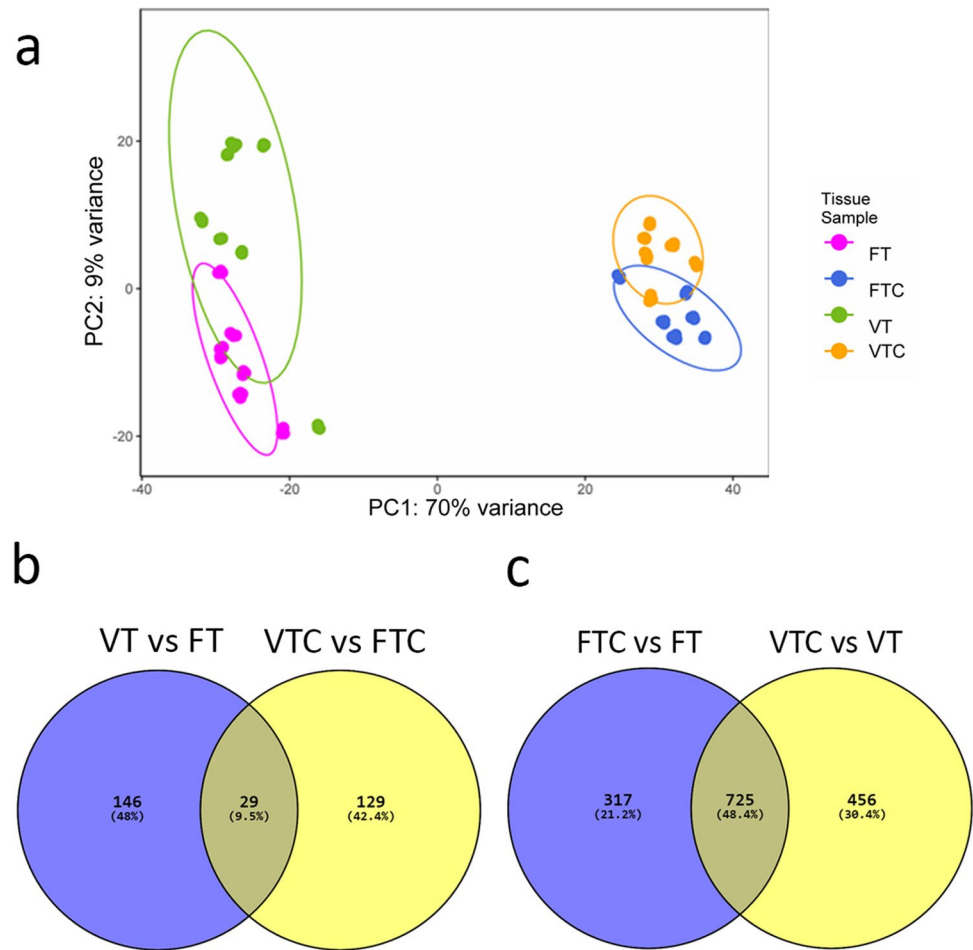 a
PC2: 9% variance
20
0
-20
-40
-20
0
20
40
PC1: 70% variance
Tissue
Sample
FT
FTC
VT
VTC
b
VT vs FT
VTC vs FTC
146
(48%)
29
(9.5%)
129
(42.4%)
c
FTC vs FT
VTC vs VT
317
(21.2%)
725
(48.4%)
456
(30.4%)